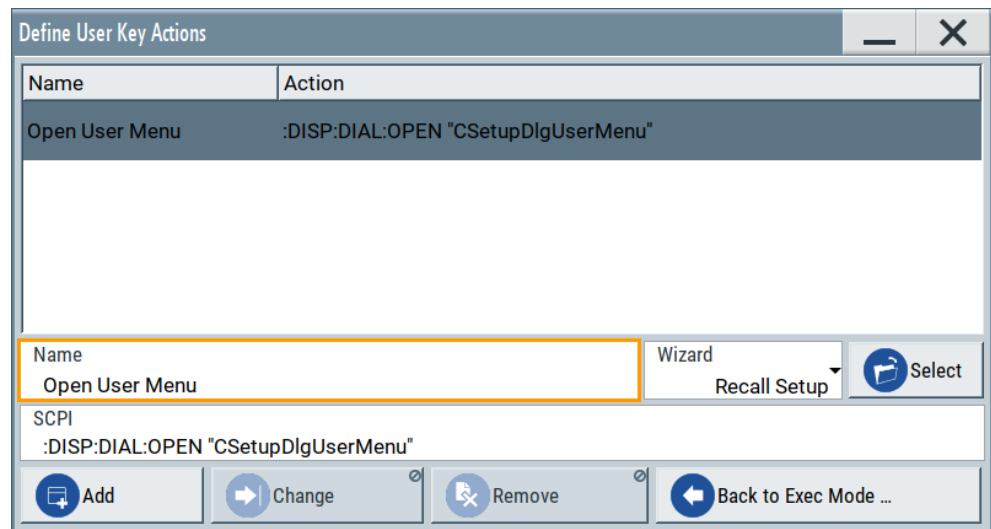 Define User Key Actions
Name Action
Open User Menu :DISP:DIAL:OPEN "CSetupDlgUserMenu"
Name
Open User Menu
Wizard
Recall Setup
Select
SCPI
:DISP:DIAL:OPEN "CSetupDlgUserMenu"
Add Change Remove Back to Exec Mode ...